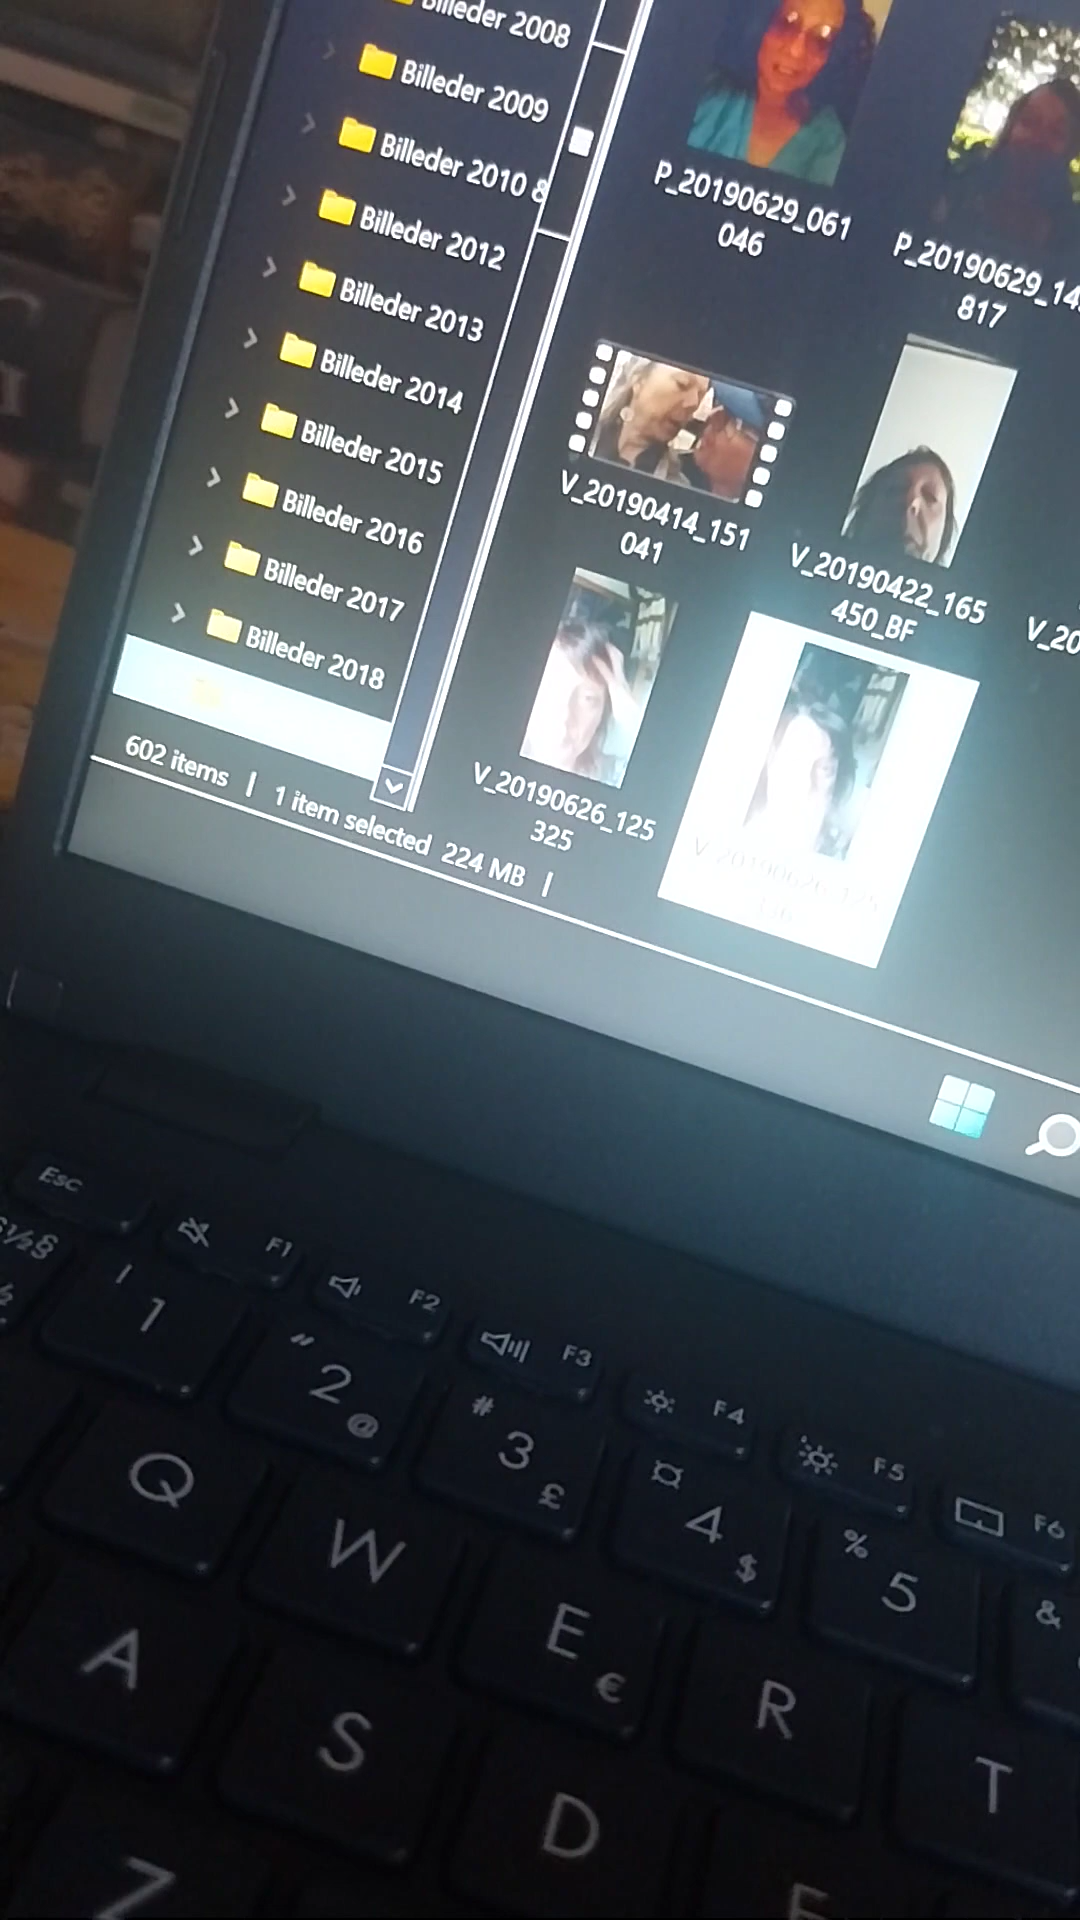 Billeder 2008
Billeder 2009
Billeder 2010 &
Billeder 2012
Billeder 2013
Billeder 2014
Billeder 2015
Billeder 2016
Billeder 2017
Billeder 2018
602 items | 1 item selected 224 MB |
P_20190629_061
046
P_20190629_14
817
V_20190414_151
041
V_20190422_165
450_BF
V_20
V_20190626_125
325
Esc F1 F2 F3 F4 F5 F6
§ ½ ! 1 " 2 @ # 3 £ ¤ 4 $ % 5 &
Q W E € R T
A S D F
Z